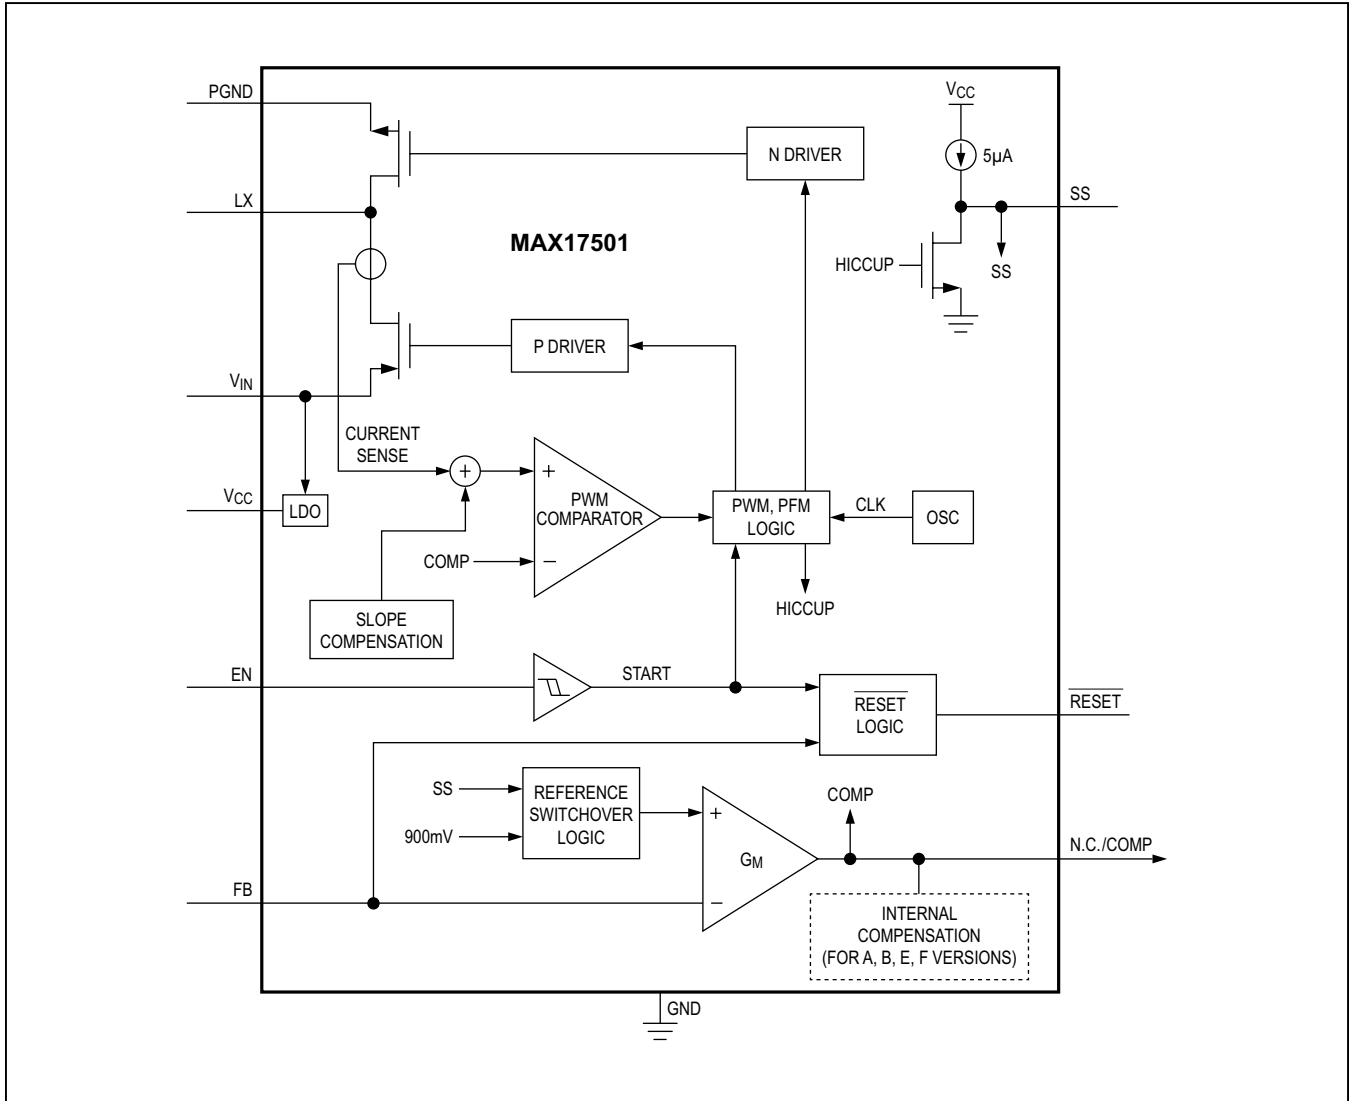 PGND
LX
VIN
VCC
EN
FB
MAX17501
N DRIVER
VCC
5µA
SS
SS
HICCUP
P DRIVER
CURRENT
SENSE
LDO
+
+
PWM
COMPARATOR
COMP
−
PWM, PFM
LOGIC
CLK
OSC
HICCUP
SLOPE
COMPENSATION
START
RESET
LOGIC
RESET
SS
900mV
REFERENCE
SWITCHOVER
LOGIC
+
GM
−
COMP
N.C./COMP
INTERNAL
COMPENSATION
(FOR A, B, E, F VERSIONS)
GND